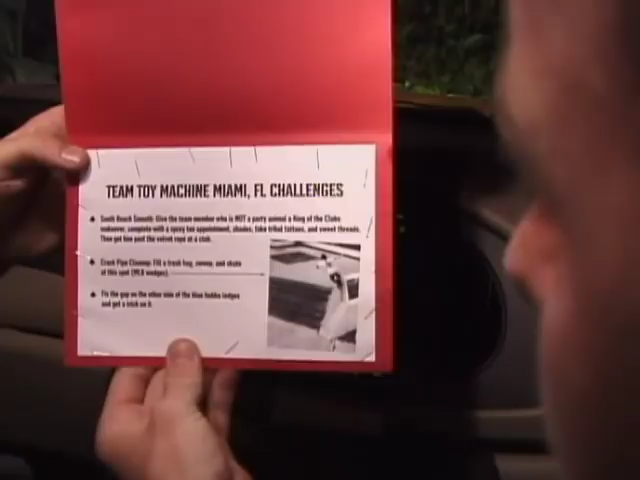 TEAM TOY MACHINE MIAMI, FL CHALLENGES
South Beach Smooth: Give the team member who is NOT a party animal a King of the Clubs
makeover, complete with a spray tan appointment, shades, fake tribal tattoos, and sweet threads.
Then get him past the velvet rope at a club.
Crack Pipe Cleanup: Fill a trash bag, sweep, and skate
at this spot (MLK wedges).
Fix the gap on the other side of the blue hubba ledges
and get a trick on it